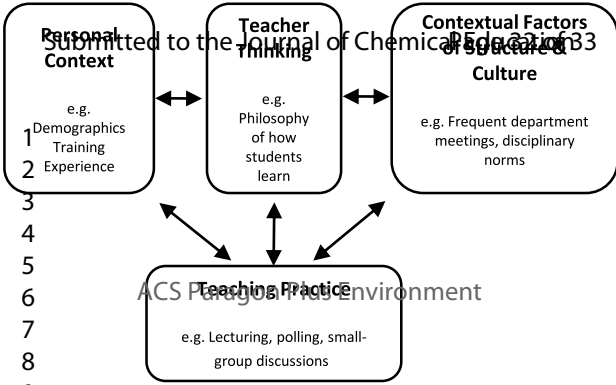 Submitted to the Journal of Chemical Education
Page 32 of 33
Personal
Context
e.g.
Demographics
Training
Experience
Teacher
Thinking
e.g.
Philosophy
of how
students
learn
Contextual Factors
of Structure &
Culture
e.g. Frequent department
meetings, disciplinary
norms
1
2
3
4
5
6
7
8
Teaching Practice
e.g. Lecturing, polling, small-
group discussions
ACS Paragon Plus Environment